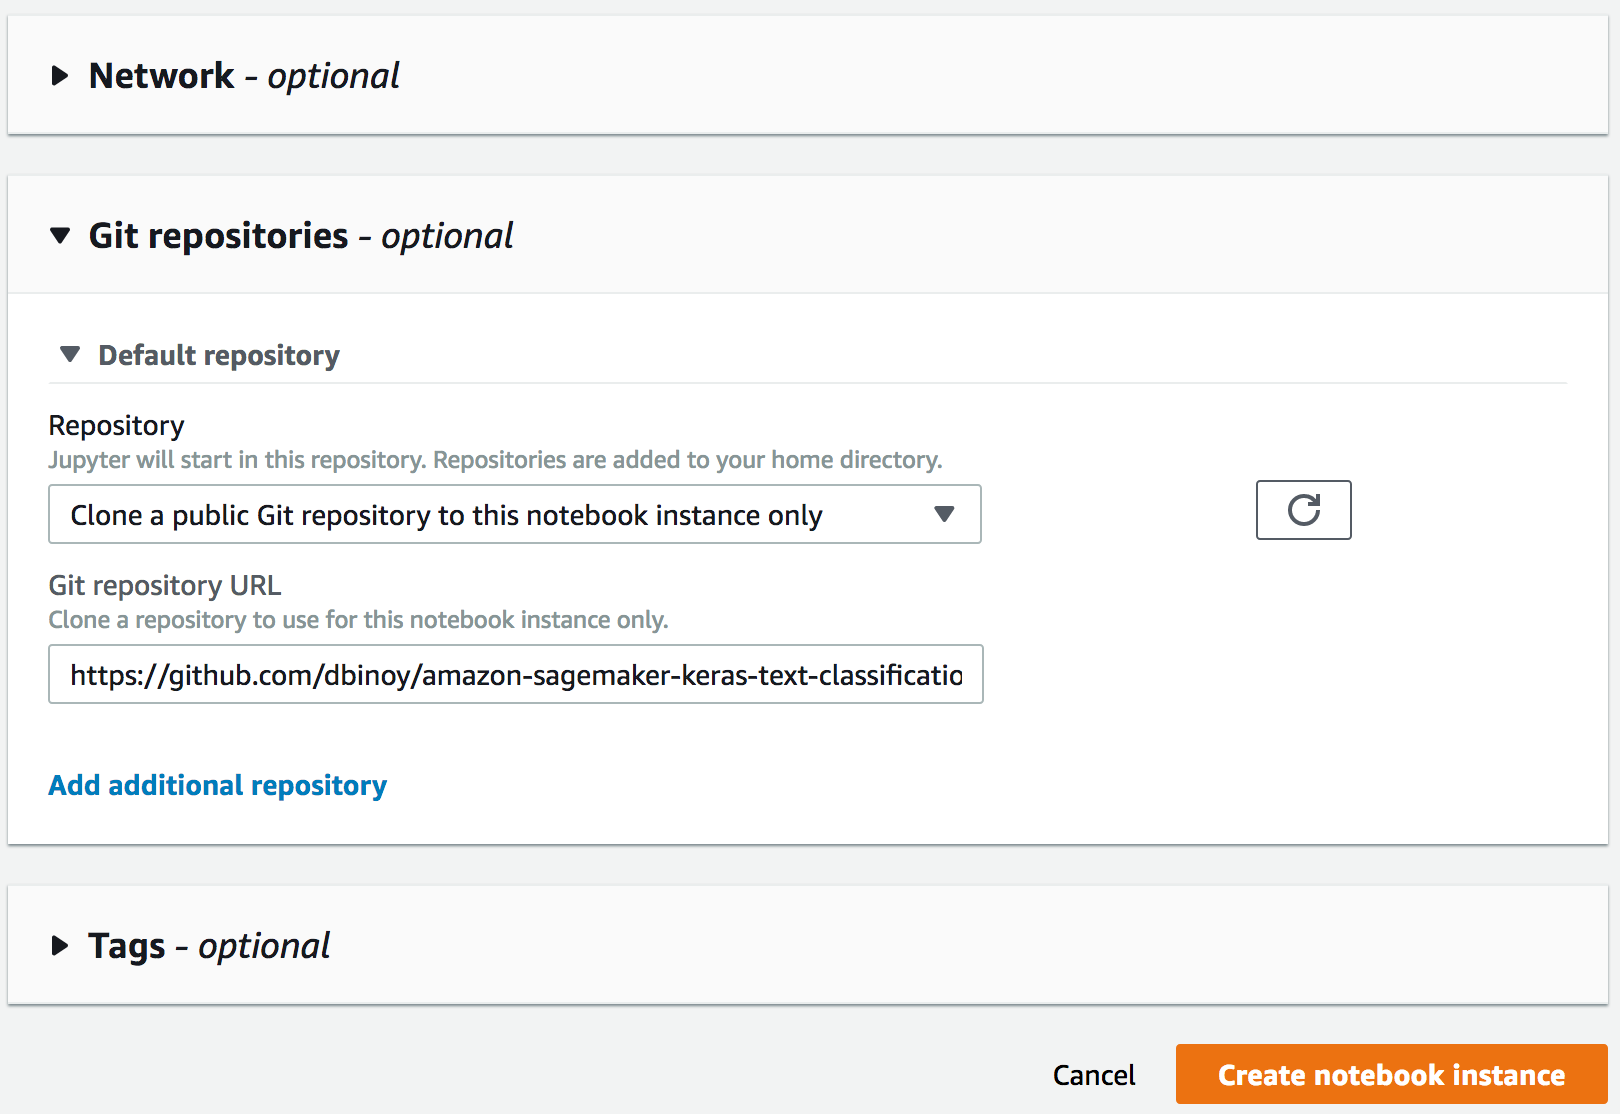 Network - optional
Git repositories - optional
Default repository
Repository
Jupyter will start in this repository. Repositories are added to your home directory.
Clone a public Git repository to this notebook instance only
Git repository URL
Clone a repository to use for this notebook instance only.
https://github.com/dbinoy/amazon-sagemaker-keras-text-classificatio
Add additional repository
Tags - optional
Cancel
Create notebook instance